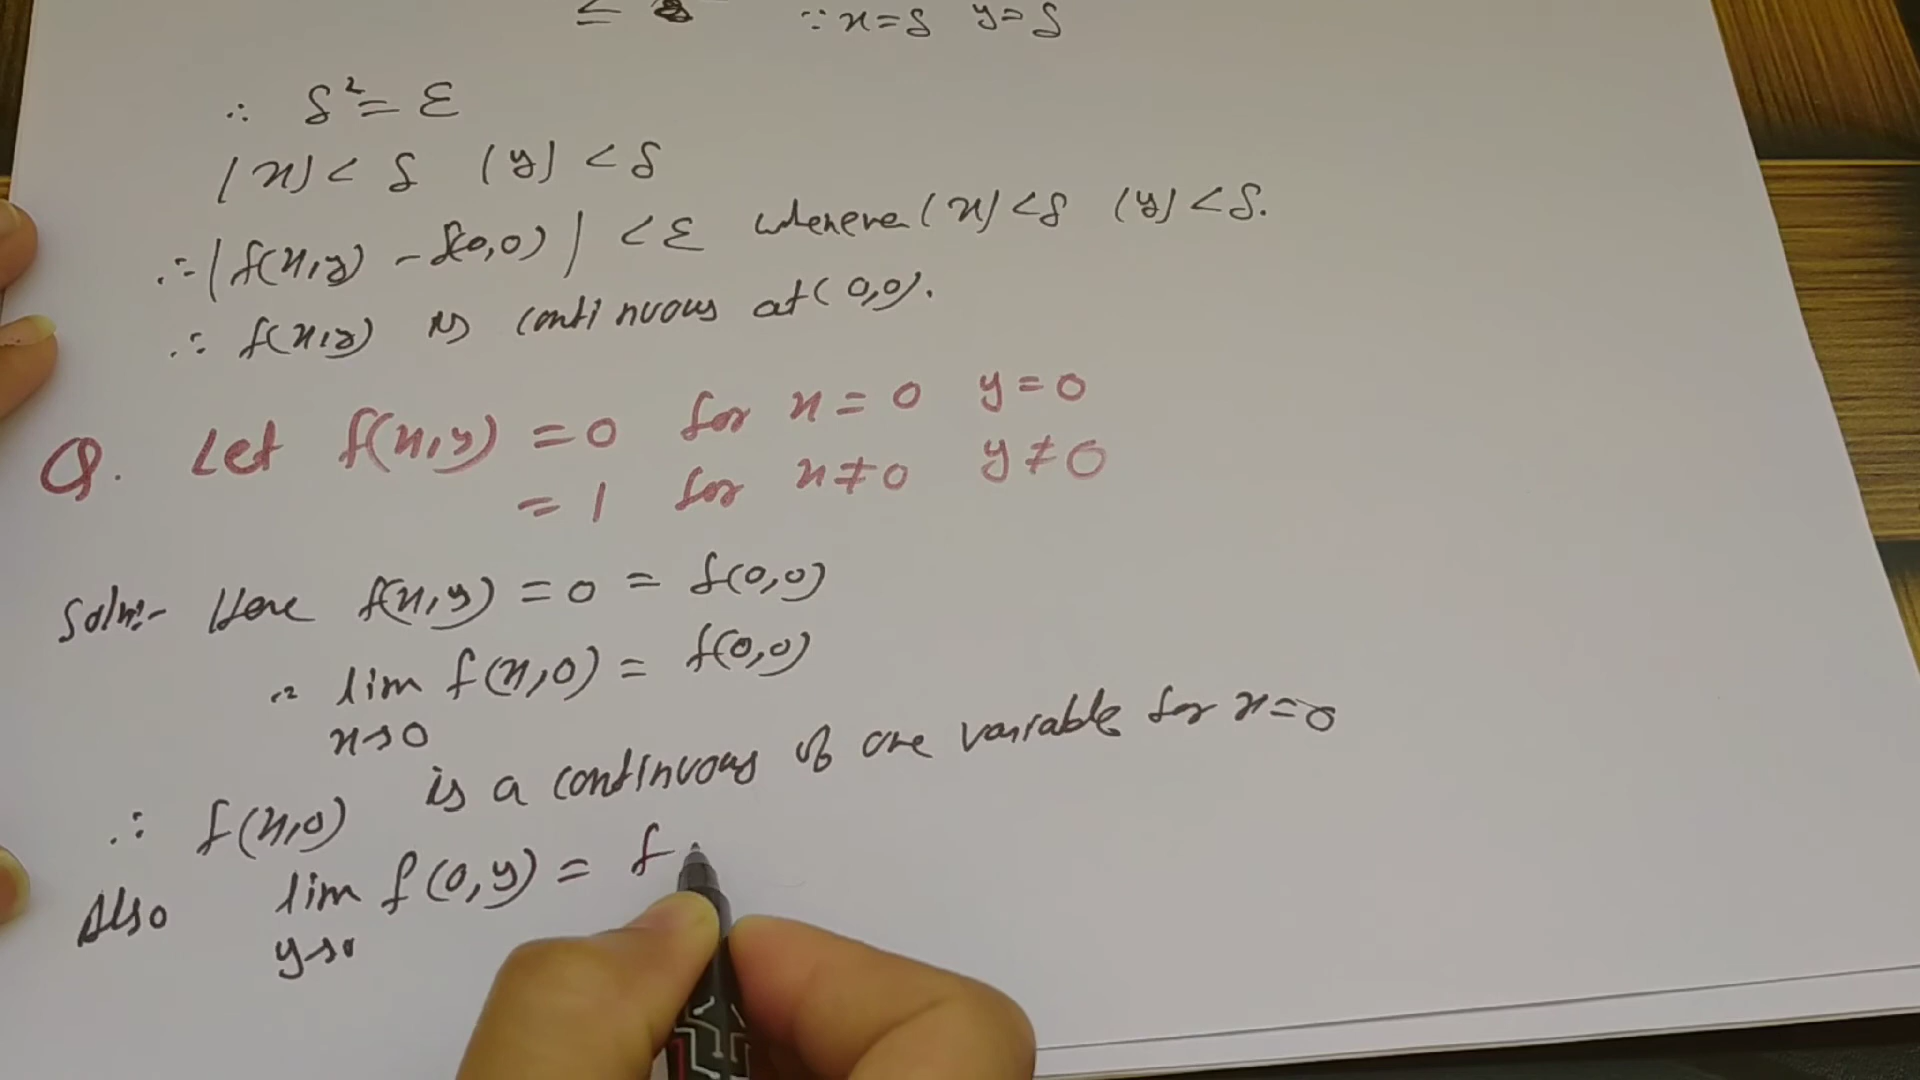 ≤ ∵ x=δ y=δ
∴ δ²= ε
|x|< δ |y| <δ
∴|f(x,y) - f(0,0)| <ε whenever |x|<δ |y|<δ.
∴ f(x,y) is continuous at (0,0).
Q. Let f(x,y) =0 for x=0 y=0
=1 for x≠0 y≠0
Soln:- Here f(x,y) =0 = f(0,0)
∴ lim f(x,0) = f(0,0)
x→0
∴ f(x,0) is a continuous of one variable for x=0
Also lim f(0,y) = f
y→0